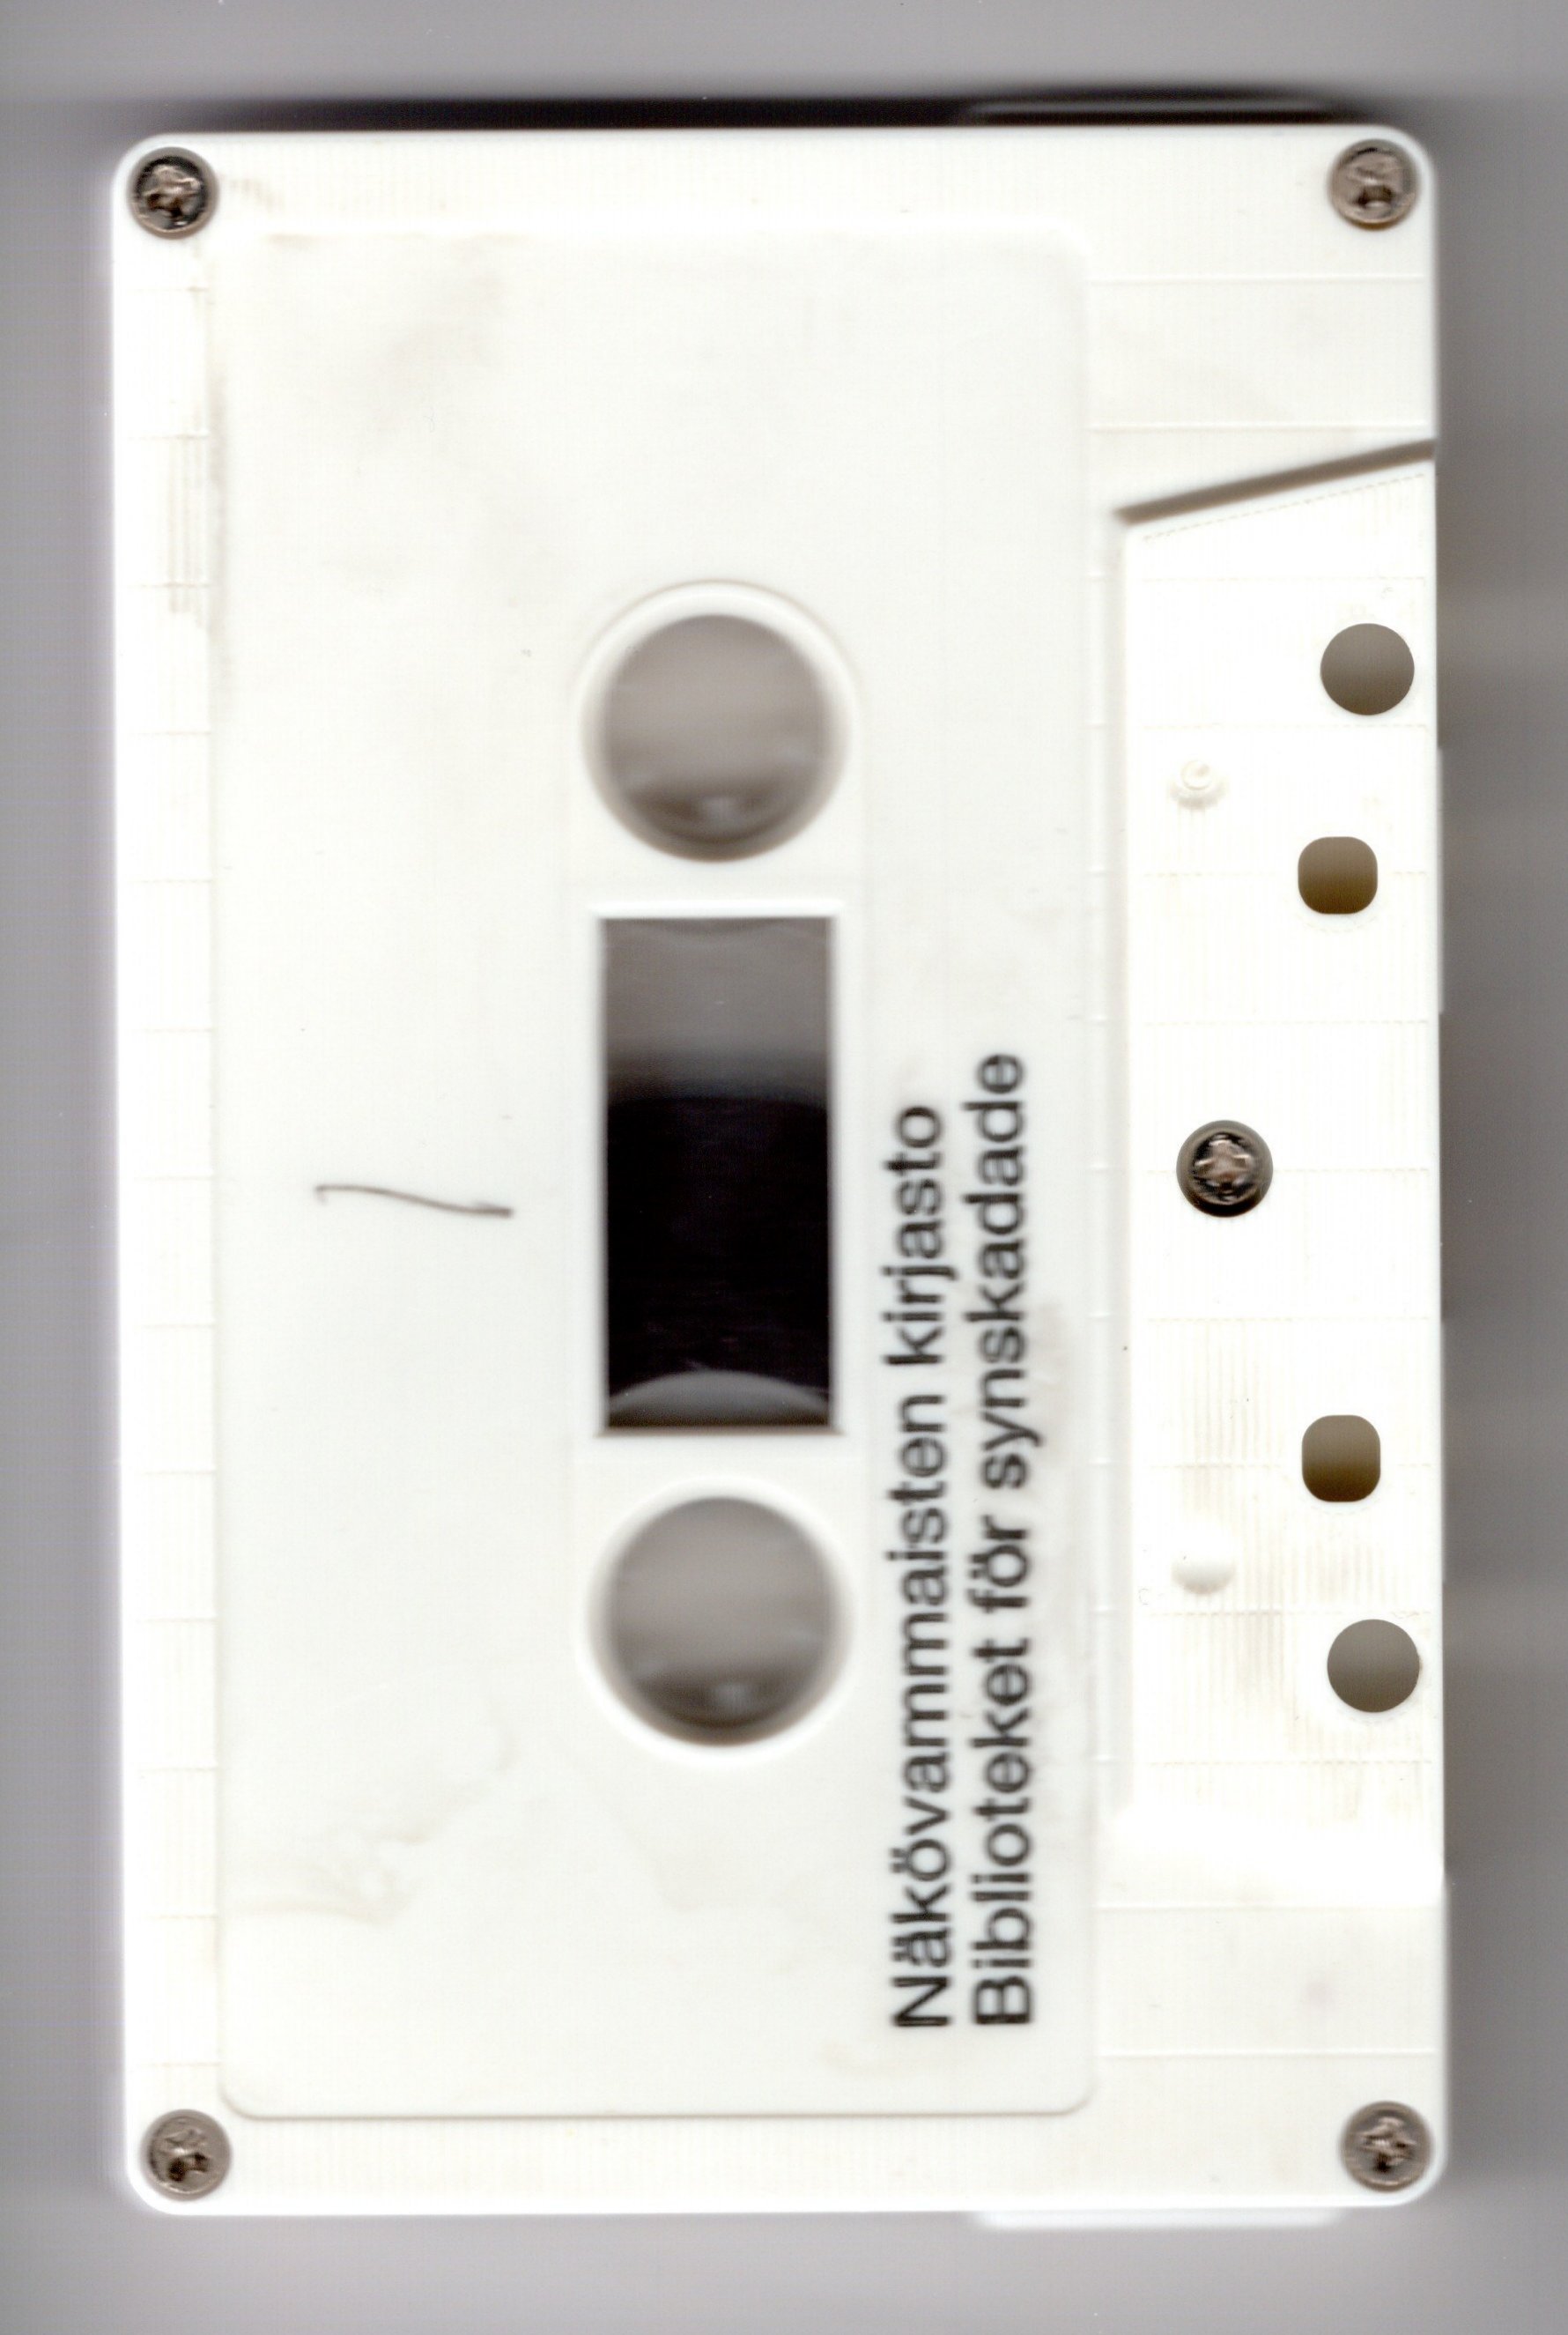 Näkövammaisten kirjasto
Biblioteket för synskadade